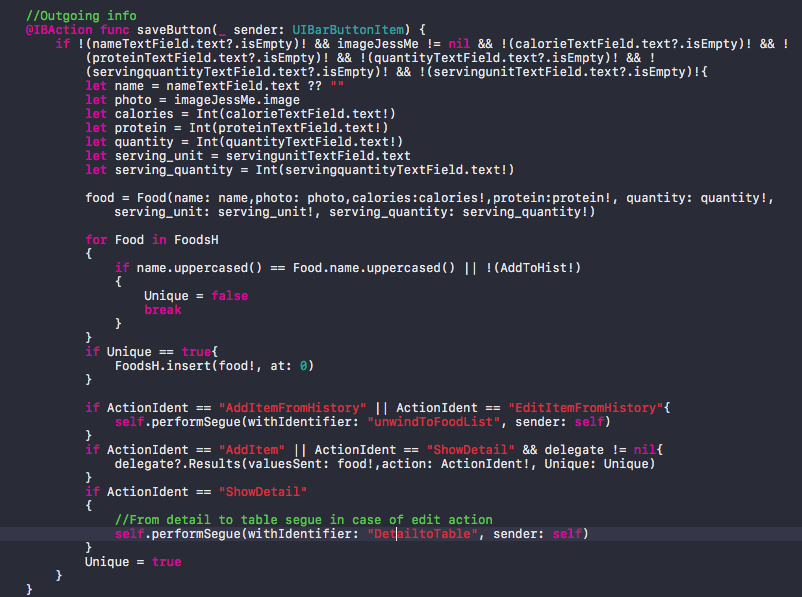 //Outgoing info
@IBAction func saveButton(_ sender: UIBarButtonItem) {
if !(nameTextField.text?.isEmpty)! && imageJessMe != nil && !(calorieTextField.text?.isEmpty)! && !
(proteinTextField.text?.isEmpty)! && !(quantityTextField.text?.isEmpty)! && !
(servingquantityTextField.text?.isEmpty)! && !(servingunitTextField.text?.isEmpty)!{
let name = nameTextField.text ?? ""
let photo = imageJessMe.image
let calories = Int(calorieTextField.text!)
let protein = Int(proteinTextField.text!)
let quantity = Int(quantityTextField.text!)
let serving_unit = servingunitTextField.text
let serving_quantity = Int(servingquantityTextField.text!)
food = Food(name: name,photo: photo,calories:calories!,protein:protein!, quantity: quantity!,
serving_unit: serving_unit!, serving_quantity: serving_quantity!)
for Food in FoodsH
{
if name.uppercased() == Food.name.uppercased() || !(AddToHist!)
{
Unique = false
break
}
}
if Unique == true{
FoodsH.insert(food!, at: 0)
}
if ActionIdent == "AddItemFromHistory" || ActionIdent == "EditItemFromHistory"{
self.performSegue(withIdentifier: "unwindToFoodList", sender: self)
}
if ActionIdent == "AddItem" || ActionIdent == "ShowDetail" && delegate != nil{
delegate?.Results(valuesSent: food!,action: ActionIdent!, Unique: Unique)
}
if ActionIdent == "ShowDetail"
{
//From detail to table segue in case of edit action
self.performSegue(withIdentifier: "DetailtoTable", sender: self)
}
Unique = true
}
}